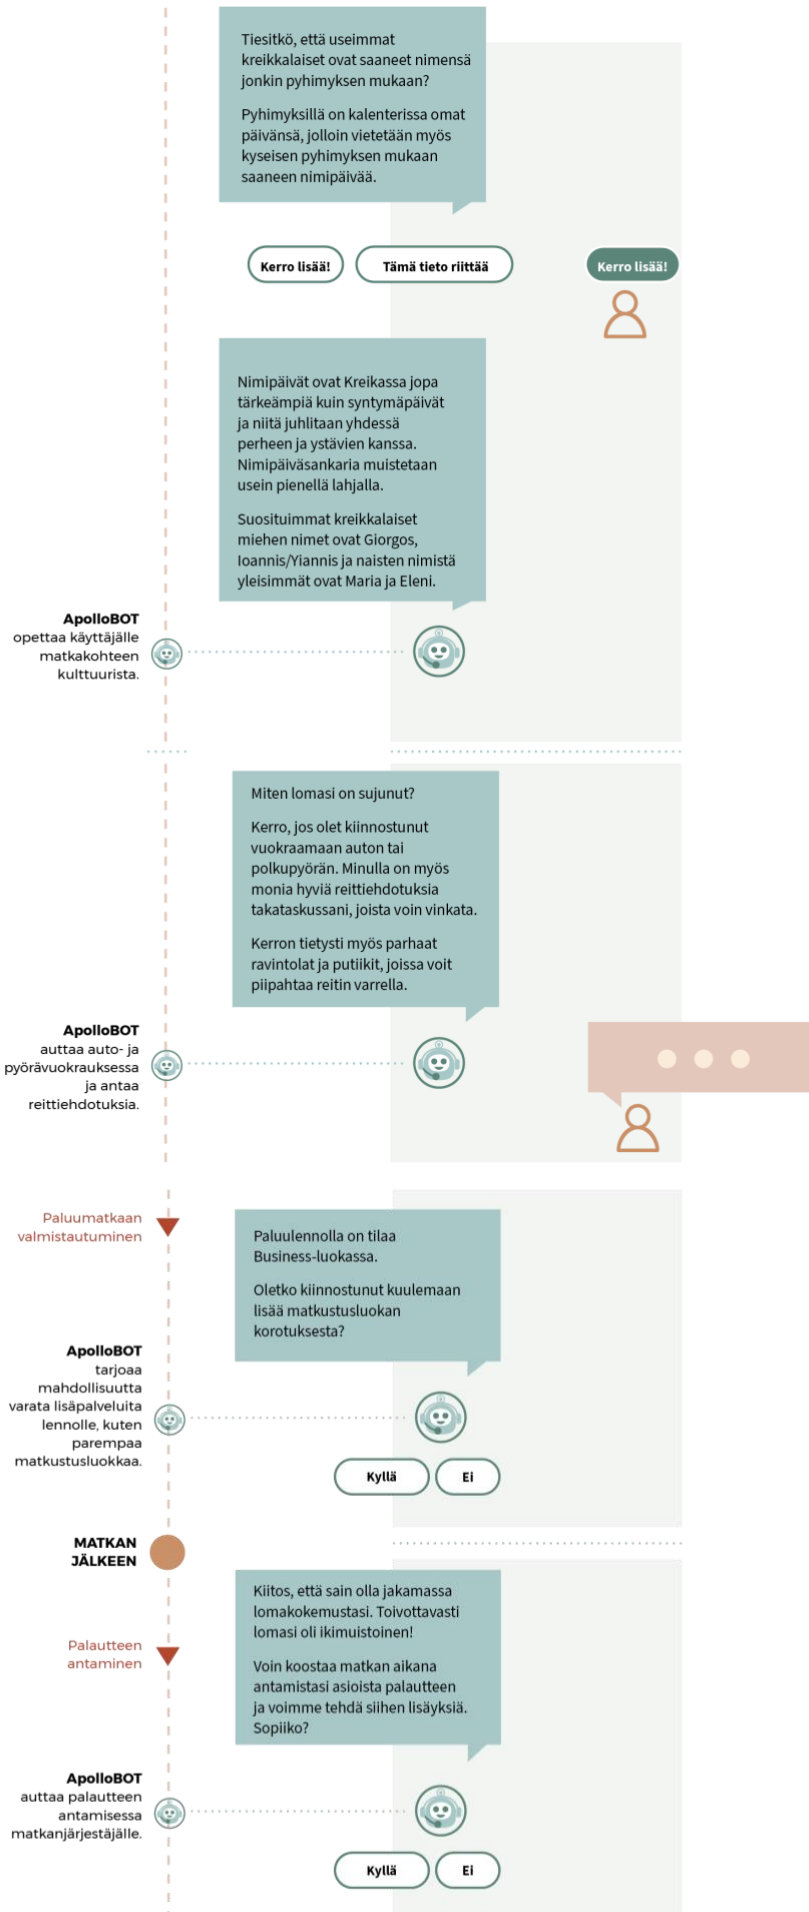 Tiesitkö, että useimmat
kreikkalaiset ovat saaneet nimensä
jonkin pyhimyksen mukaan?
Pyhimyksillä on kalenterissa omat
päivänsä, jolloin vietetään myös
kyseisen pyhimyksen mukaan
saaneen nimipäivää.
Kerro lisää!
Tämä tieto riittää
Kerro lisää!
Nimipäivät ovat Kreikassa jopa
tärkeämpiä kuin syntymäpäivät
ja niitä juhlitaan yhdessä
perheen ja ystävien kanssa.
Nimipäiväsankaria muistetaan
usein pienellä lahjalla.
Suosituimmat kreikkalaiset
miehen nimet ovat Giorgos,
Ioannis/Yiannis ja naisten nimistä
yleisimmät ovat Maria ja Eleni.
ApolloBOT
opettaa käyttäjälle
matkakohteen
kulttuurista.
Miten lomasi on sujunut?
Kerro, jos olet kiinnostunut
vuokraamaan auton tai
polkupyörän. Minulla on myös
monia hyviä reittiehdotuksia
takataskussani, joista voin vinkata.
Kerron tietysti myös parhaat
ravintolat ja putiikit, joissa voit
piipahtaa reitin varrella.
ApolloBOT
auttaa auto- ja
pyörävuokrauksessa
ja antaa
reittiehdotuksia.
Paluumatkaan
valmistautuminen
Paluulennolla on tilaa
Business-luokassa.
Oletko kiinnostunut kuulemaan
lisää matkustusluokan
korotuksesta?
ApolloBOT
tarjoaa
mahdollisuutta
varata lisäpalveluita
lennolle, kuten
parempaa
matkustusluokkaa.
Kyllä
Ei
MATKAN
JÄLKEEN
Kiitos, että sain olla jakamassa
lomakokemustasi. Toivottavasti
lomasi oli ikimuistoinen!
Voin koostaa matkan aikana
antamistasi asioista palautteen
ja voimme tehdä siihen lisäyksiä.
Sopiiko?
Palautteen
antaminen
ApolloBOT
auttaa palautteen
antamisessa
matkanjärjestäjälle.
Kyllä
Ei